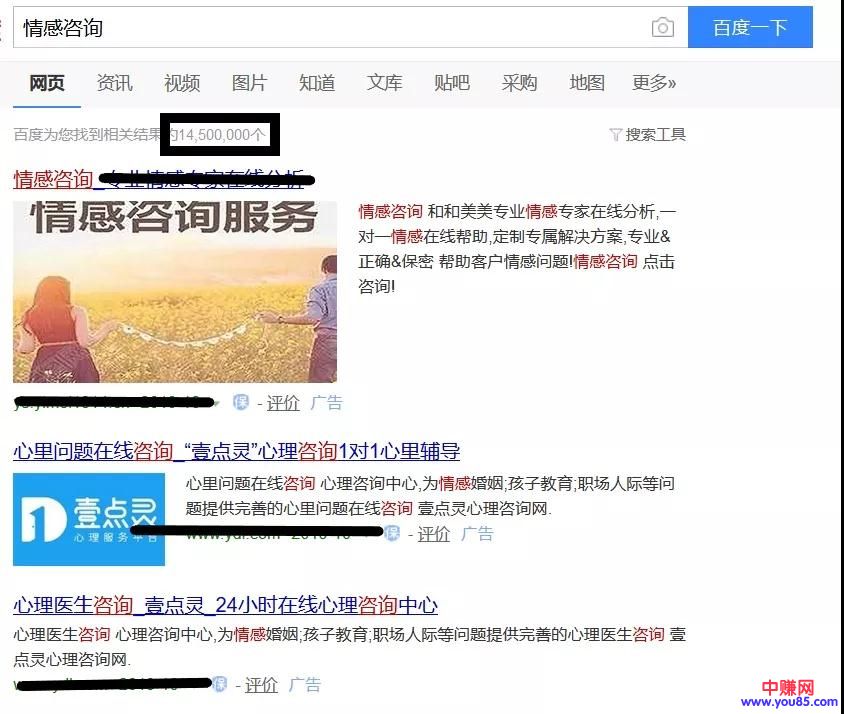 情感咨询
百度一下
网页 资讯 视频 图片 知道 文库 贴吧 采购 地图 更多»
百度为您找到相关结果约14,500,000个
搜索工具
情感咨询_专业情感专家在线分析
情感咨询服务
情感咨询 和和美美专业情感专家在线分析,一
对一情感在线帮助,定制专属解决方案,专业&
正确&保密 帮助客户情感问题!情感咨询 点击
咨询!
保 - 评价 广告
心里问题在线咨询_“壹点灵”心理咨询1对1心里辅导
壹点灵
心理服务平台
心里问题在线咨询 心理咨询中心,为情感婚姻;孩子教育;职场人际等问
题提供完善的心里问题在线咨询 壹点灵心理咨询网.
保 - 评价 广告
心理医生咨询_壹点灵_24小时在线心理咨询中心
心理医生咨询 心理咨询中心,为情感婚姻;孩子教育;职场人际等问题提供完善的心理医生咨询 壹
点灵心理咨询网.
保 - 评价 广告
中赚网
www.you85.com